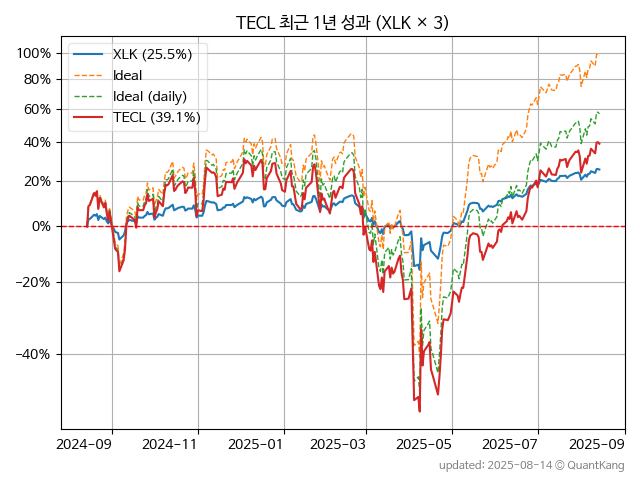 TECL 최근 1년 성과 (XLK × 3)
100%
80%
60%
40%
20%
0%
−20%
−40%
XLK (25.5%)
Ideal
Ideal (daily)
TECL (39.1%)
2024-09
2024-11
2025-01
2025-03
2025-05
2025-07
2025-09
updated: 2025-08-14 © QuantKang